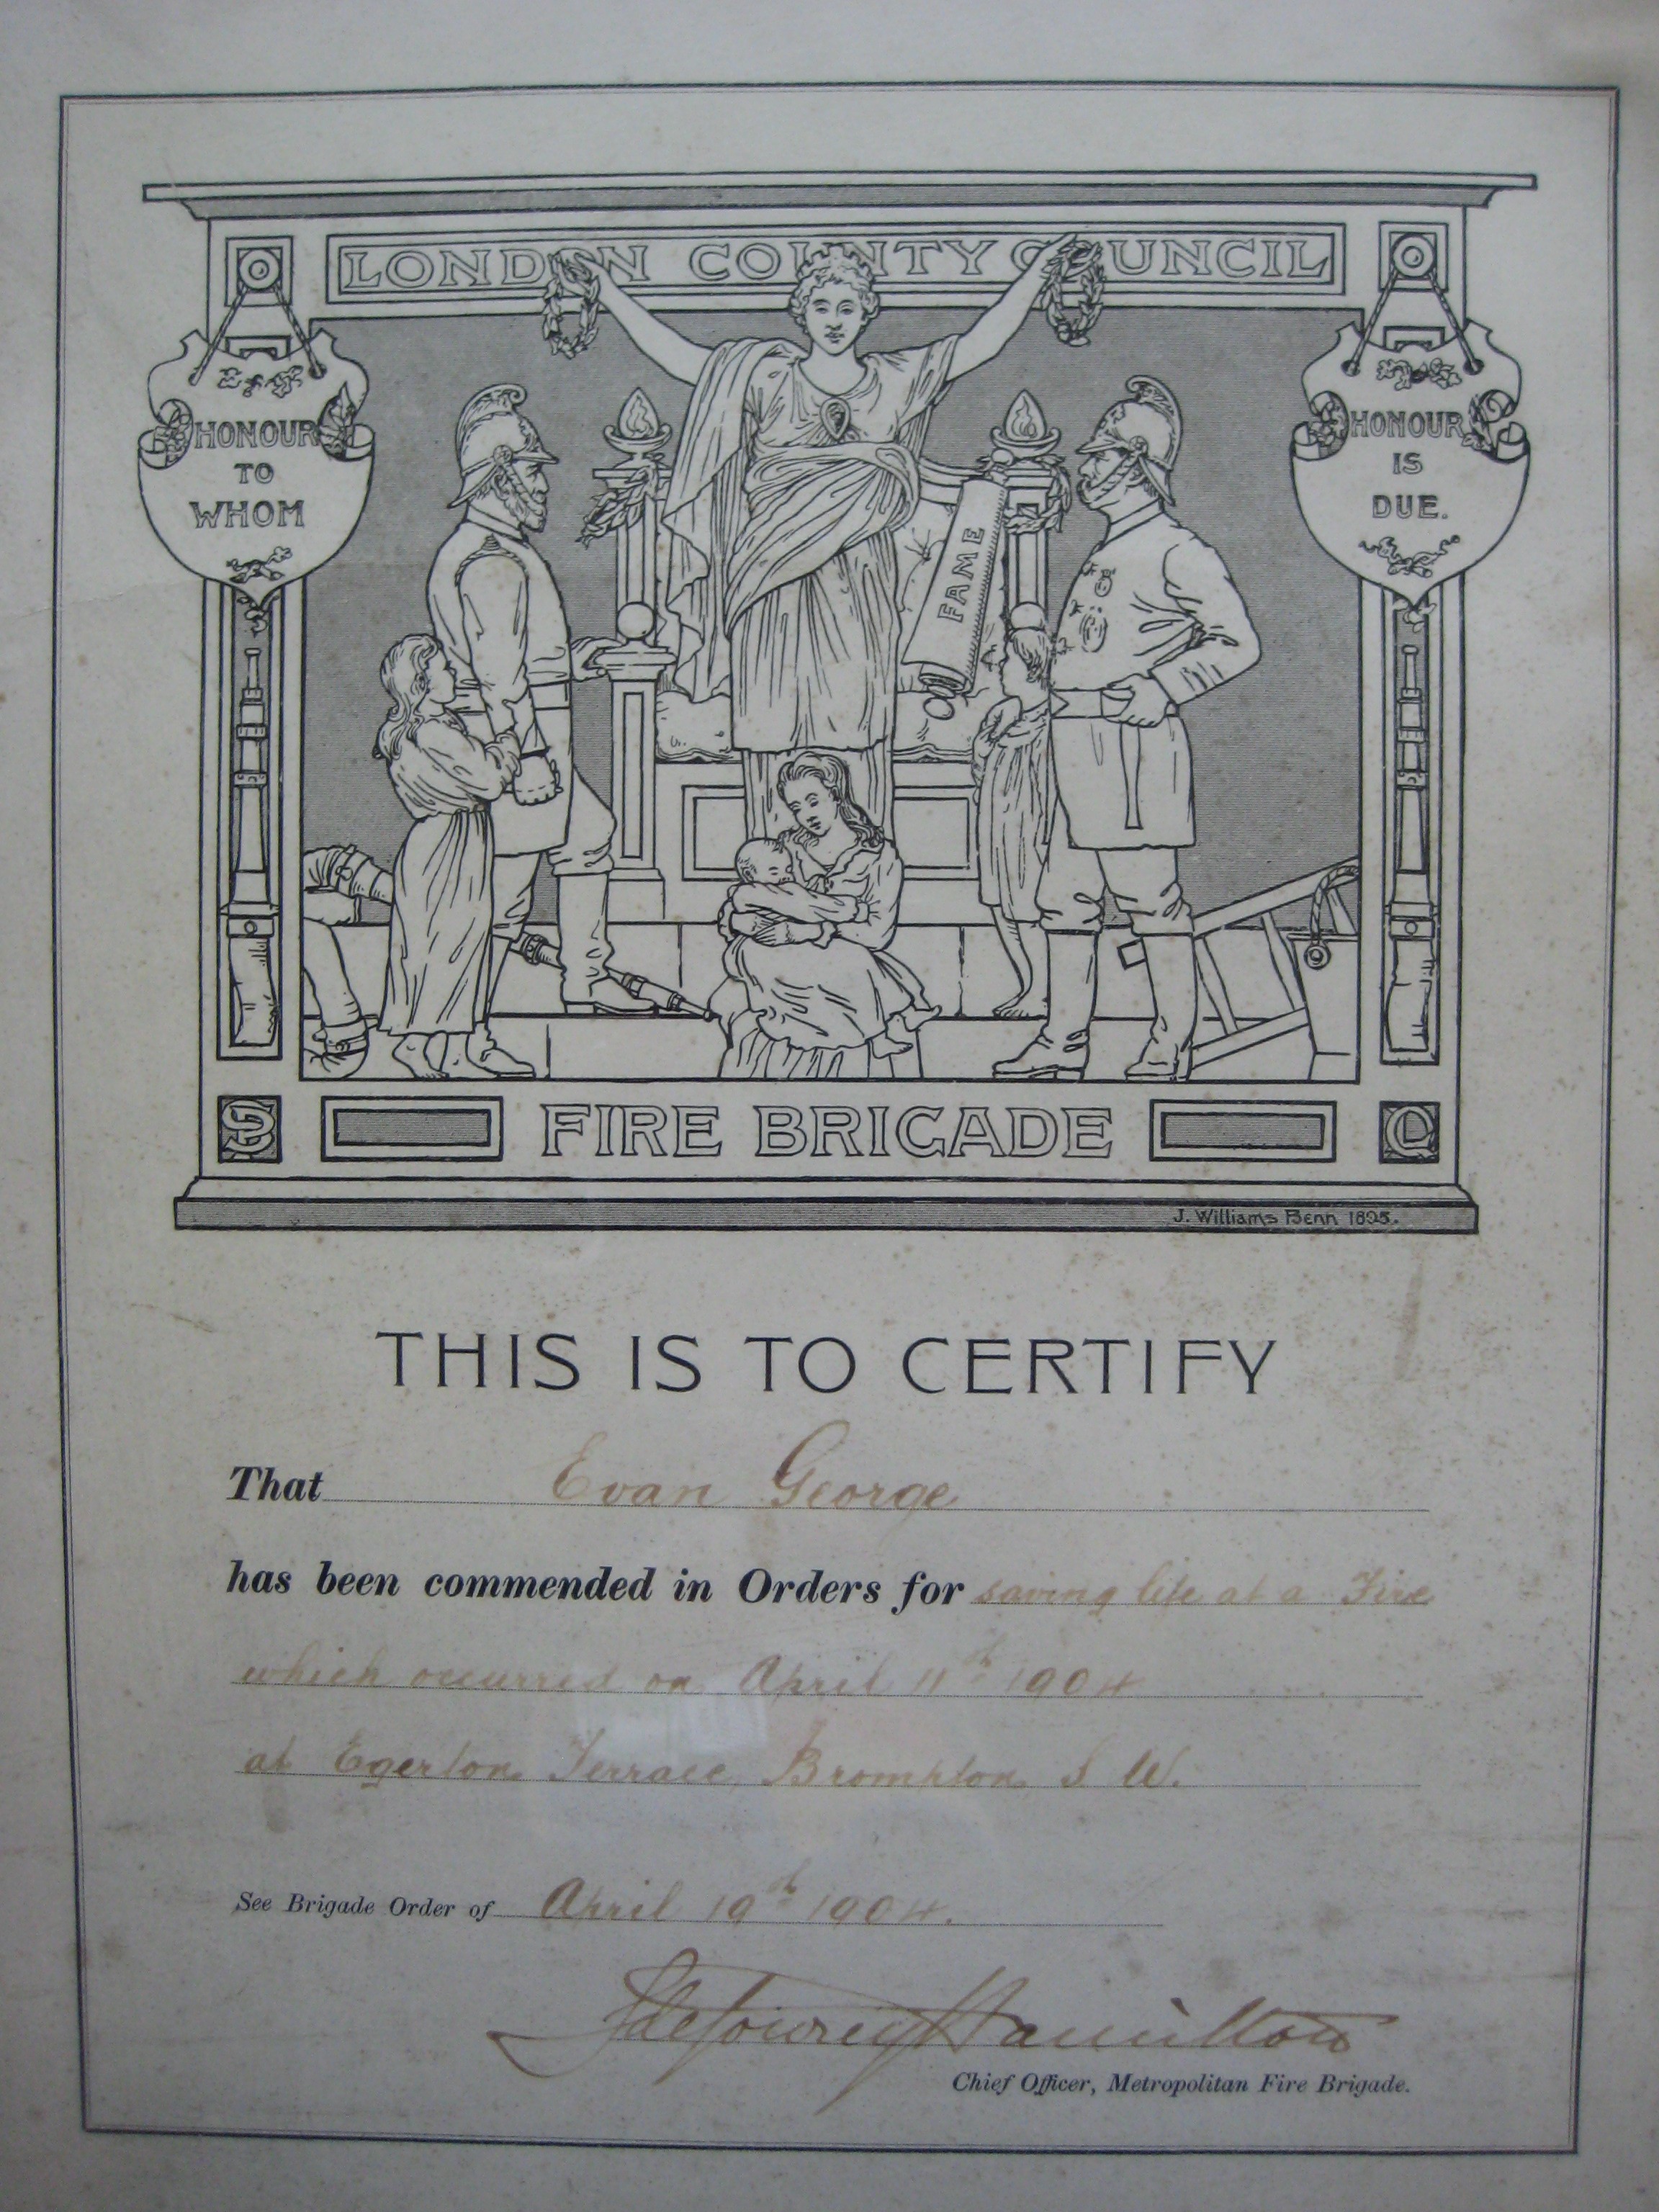 LONDON COUNTY COUNCIL
HONOUR
TO
WHOM
HONOUR
IS
DUE.
FAME
FIRE BRIGADE
J. Williams Benn 1895.
THIS IS TO CERTIFY
That Evan George
has been commended in Orders for saving life at a Fire
which occurred on April 11th 1904
at Egerton Terrace Brompton S W.
See Brigade Order of April 19th 1904.
Hamilton
Chief Officer, Metropolitan Fire Brigade.